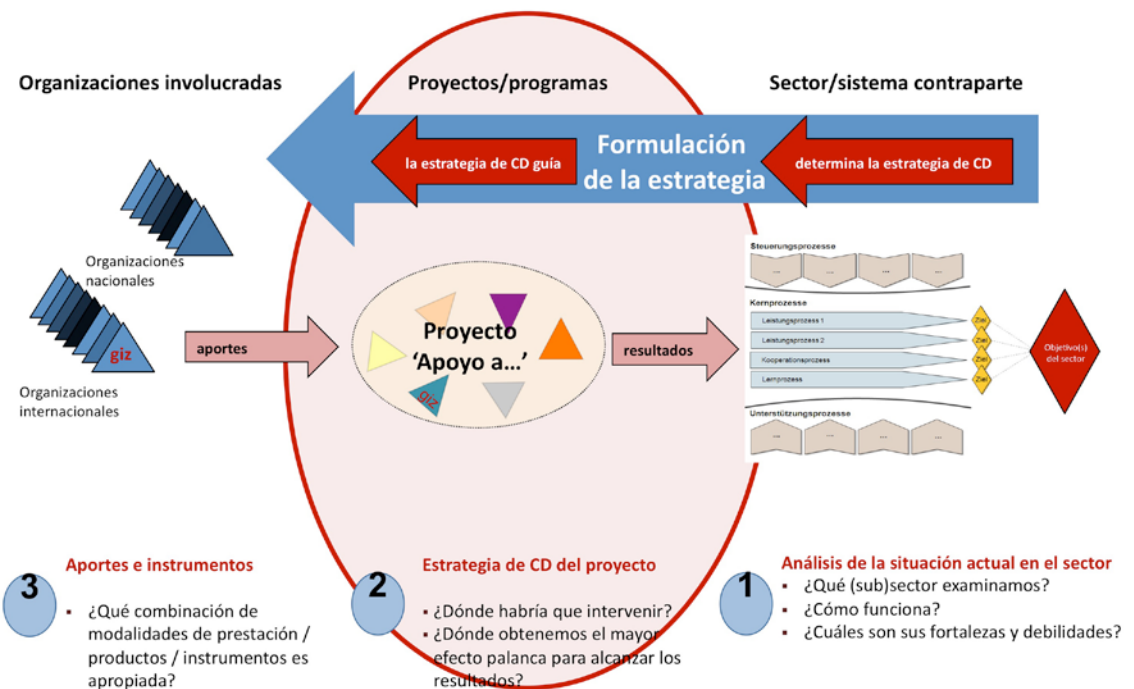 Organizaciones involucradas
Proyectos/programas
Sector/sistema contraparte
la estrategia de CD guía
Formulación
de la estrategia
determina la estrategia de CD
Organizaciones
nacionales
giz
Organizaciones
internacionales
aportes
Proyecto
‘Apoyo a...’
giz
resultados
Steuerungsprozesse
... ... ... ...
Kernprozesse
Leistungsprozess 1
Ziel
Leistungsprozess 2
Ziel
Kooperationsprozess
Ziel
Lernprozess
Ziel
Objetivo(s)
del sector
Unterstützungsprozesse
... ... ... ...
3
Aportes e instrumentos
▪ ¿Qué combinación de
modalidades de prestación /
productos / instrumentos es
apropiada?
2
Estrategia de CD del proyecto
▪ ¿Dónde habría que intervenir?
▪ ¿Dónde obtenemos el mayor
efecto palanca para alcanzar los
resultados?
1
Análisis de la situación actual en el sector
▪ ¿Qué (sub)sector examinamos?
▪ ¿Cómo funciona?
▪ ¿Cuáles son sus fortalezas y debilidades?